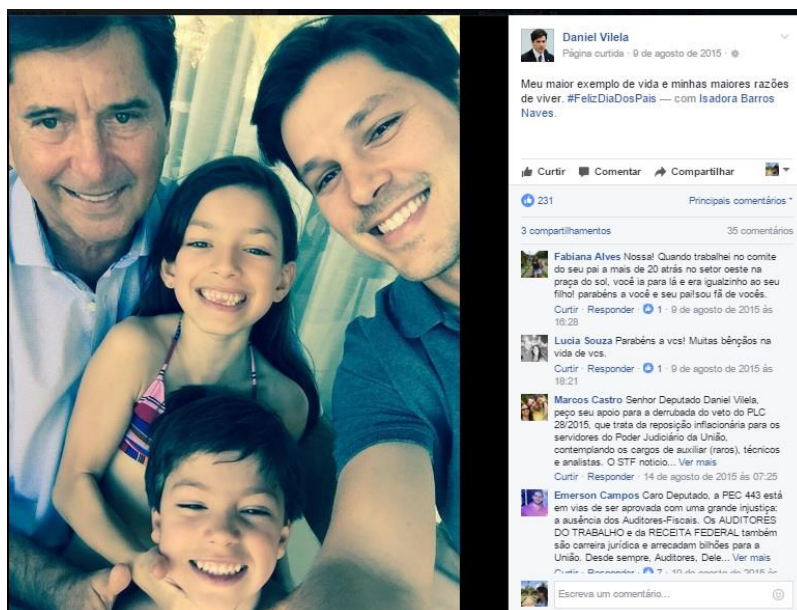 Daniel Vilela
Página curtida · 9 de agosto de 2015 ·
Meu maior exemplo de vida e minhas maiores razões
de viver. #FelizDiaDosPais — com Isadora Barros
Naves.
Curtir Comentar Compartilhar
231 Principais comentários
3 compartilhamentos 35 comentários
Fabiana Alves Nossa! Quando trabalhei no comite
do seu pai a mais de 20 atrás no setor oeste na
praça do sol, você ia para lá e era igualzinho ao seu
filho! parabéns a você e seu pai!sou fã de vocês.
Curtir · Responder · 1 · 9 de agosto de 2015 às
16:28
Lucia Souza Parabéns a vcs! Muitas bênçãos na
vida de vcs.
Curtir · Responder · 1 · 9 de agosto de 2015 às
18:21
Marcos Castro Senhor Deputado Daniel Vilela,
peço seu apoio para a derrubada do veto do PLC
28/2015, que trata da reposição inflacionária para os
servidores do Poder Judiciário da União,
contemplando os cargos de auxiliar (raros), técnicos
e analistas. O STF noticio... Ver mais
Curtir · Responder · 14 de agosto de 2015 às 07:25
Emerson Campos Caro Deputado, a PEC 443 está
em vias de ser aprovada com uma grande injustiça:
a ausência dos Auditores-Fiscais. Os AUDITORES
DO TRABALHO e da RECEITA FEDERAL também
são carreira jurídica e arrecadam bilhões para a
União. Desde sempre, Auditores, Dele... Ver mais
Curtir · Responder · 7 · 10 de agosto de 2015 às
Escreva um comentário...